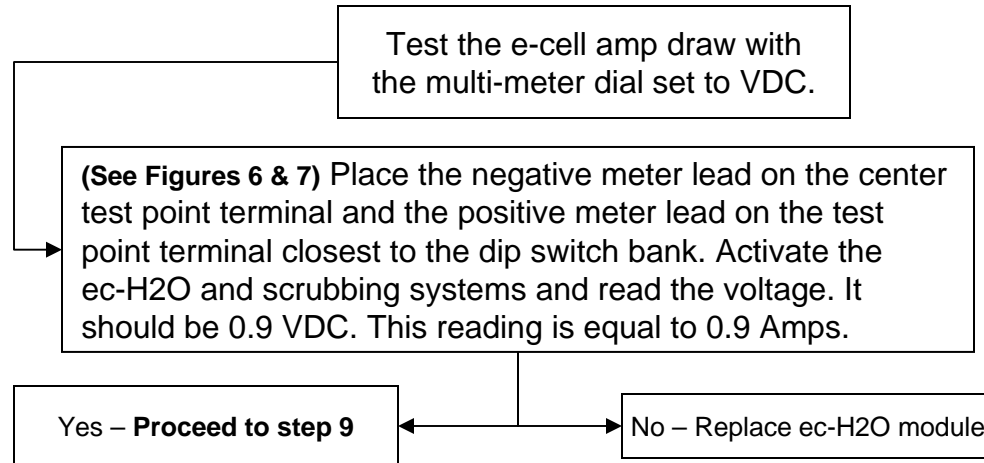 Test the e-cell amp draw with
the multi-meter dial set to VDC.
(See Figures 6 & 7) Place the negative meter lead on the center
test point terminal and the positive meter lead on the test
point terminal closest to the dip switch bank. Activate the
ec-H2O and scrubbing systems and read the voltage. It
should be 0.9 VDC. This reading is equal to 0.9 Amps.
Yes – Proceed to step 9
No – Replace ec-H2O module